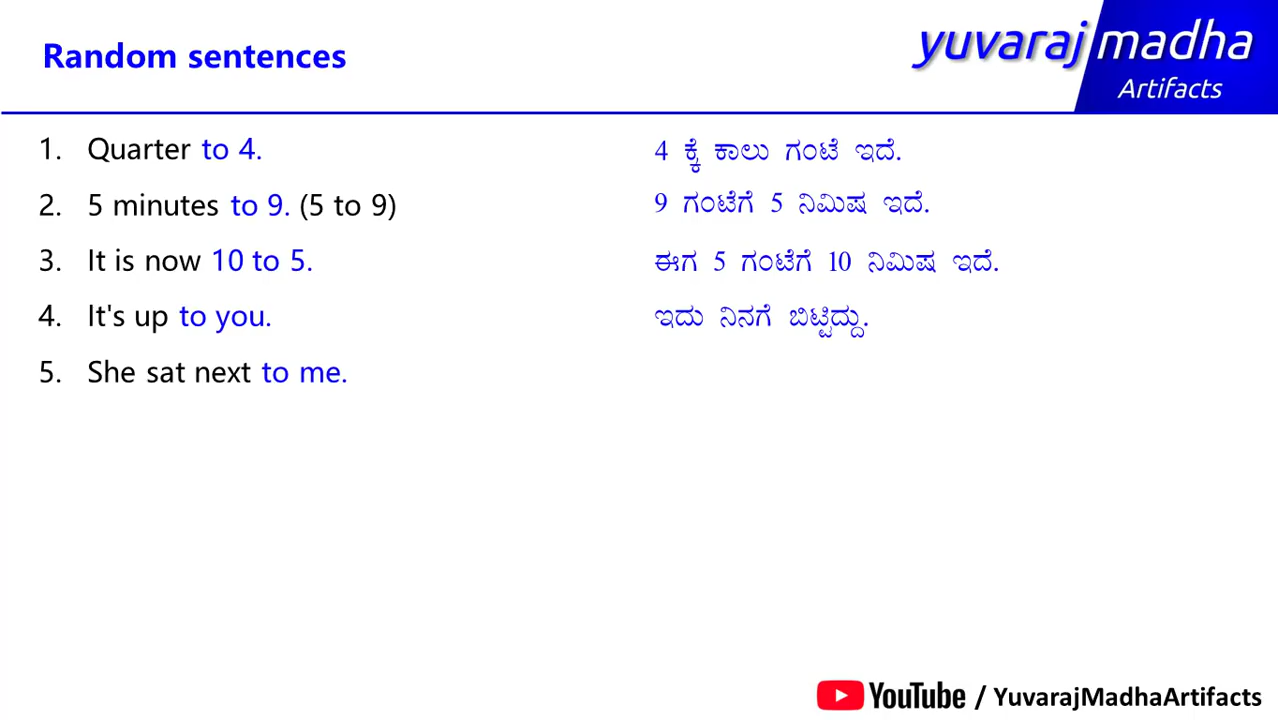 Random sentences
yuvaraj madha
Artifacts
1. Quarter to 4. 4 ಕ್ಕೆ ಕಾಲು ಗಂಟೆ ಇದೆ.
2. 5 minutes to 9. (5 to 9) 9 ಗಂಟೆಗೆ 5 ನಿಮಿಷ ಇದೆ.
3. It is now 10 to 5. ಈಗ 5 ಗಂಟೆಗೆ 10 ನಿಮಿಷ ಇದೆ.
4. It's up to you. ಇದು ನಿನಗೆ ಬಿಟ್ಟಿದ್ದು.
5. She sat next to me.
YouTube / YuvarajMadhaArtifacts